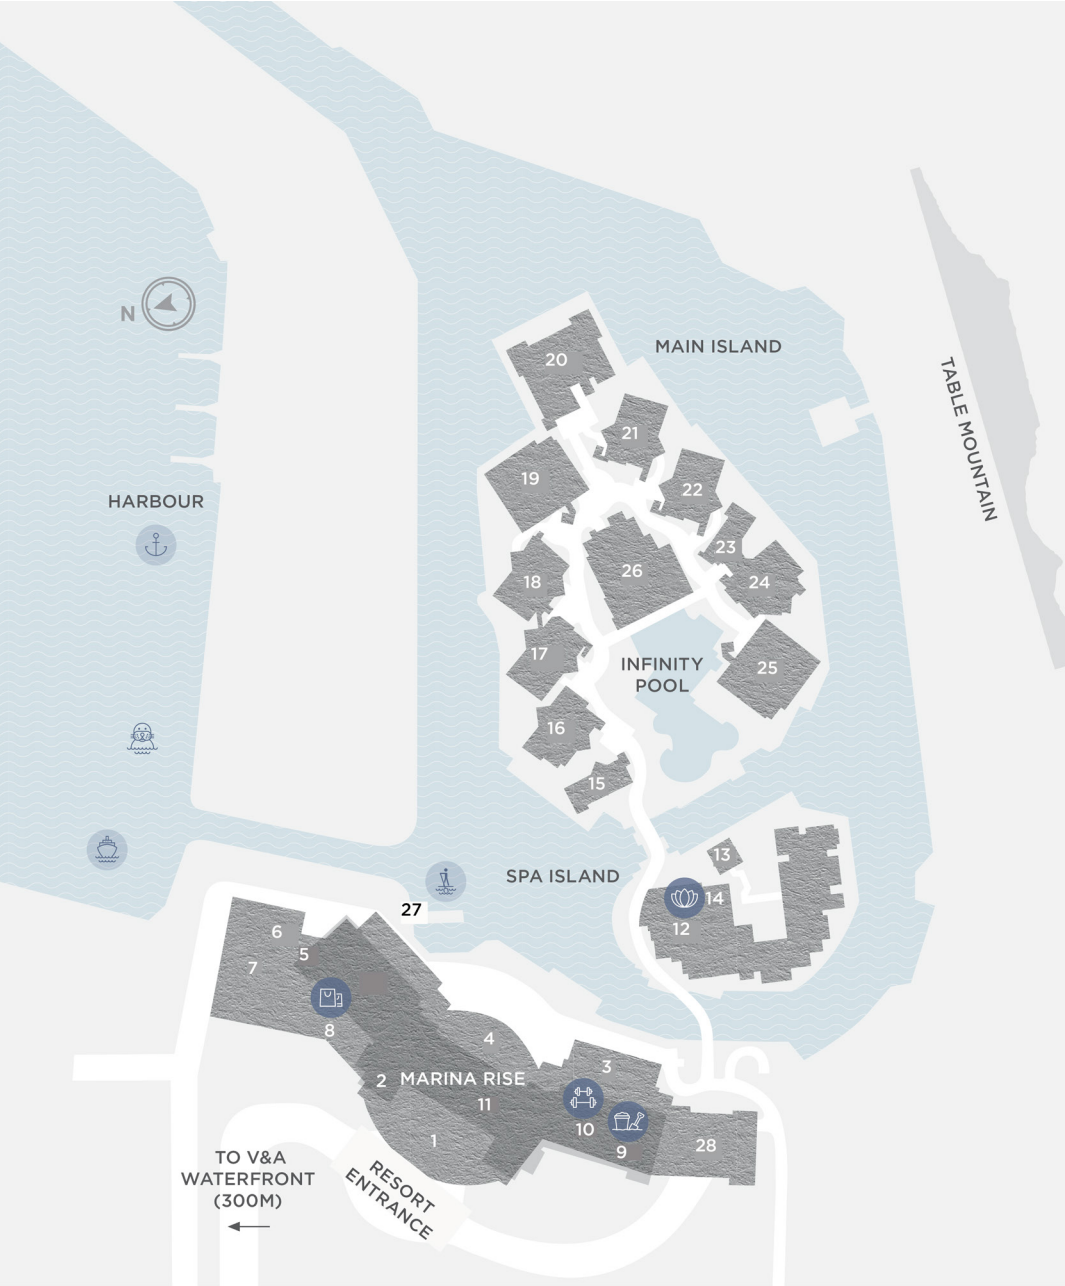 N
MAIN ISLAND
TABLE MOUNTAIN
HARBOUR
20
21
19
22
23
18
26
24
17
INFINITY
POOL
25
16
15
SPA ISLAND
13
14
12
27
6
5
7
8
4
3
2
MARINA RISE
11
10
1
9
28
TO V&A
WATERFRONT
(300M)
RESORT
ENTRANCE